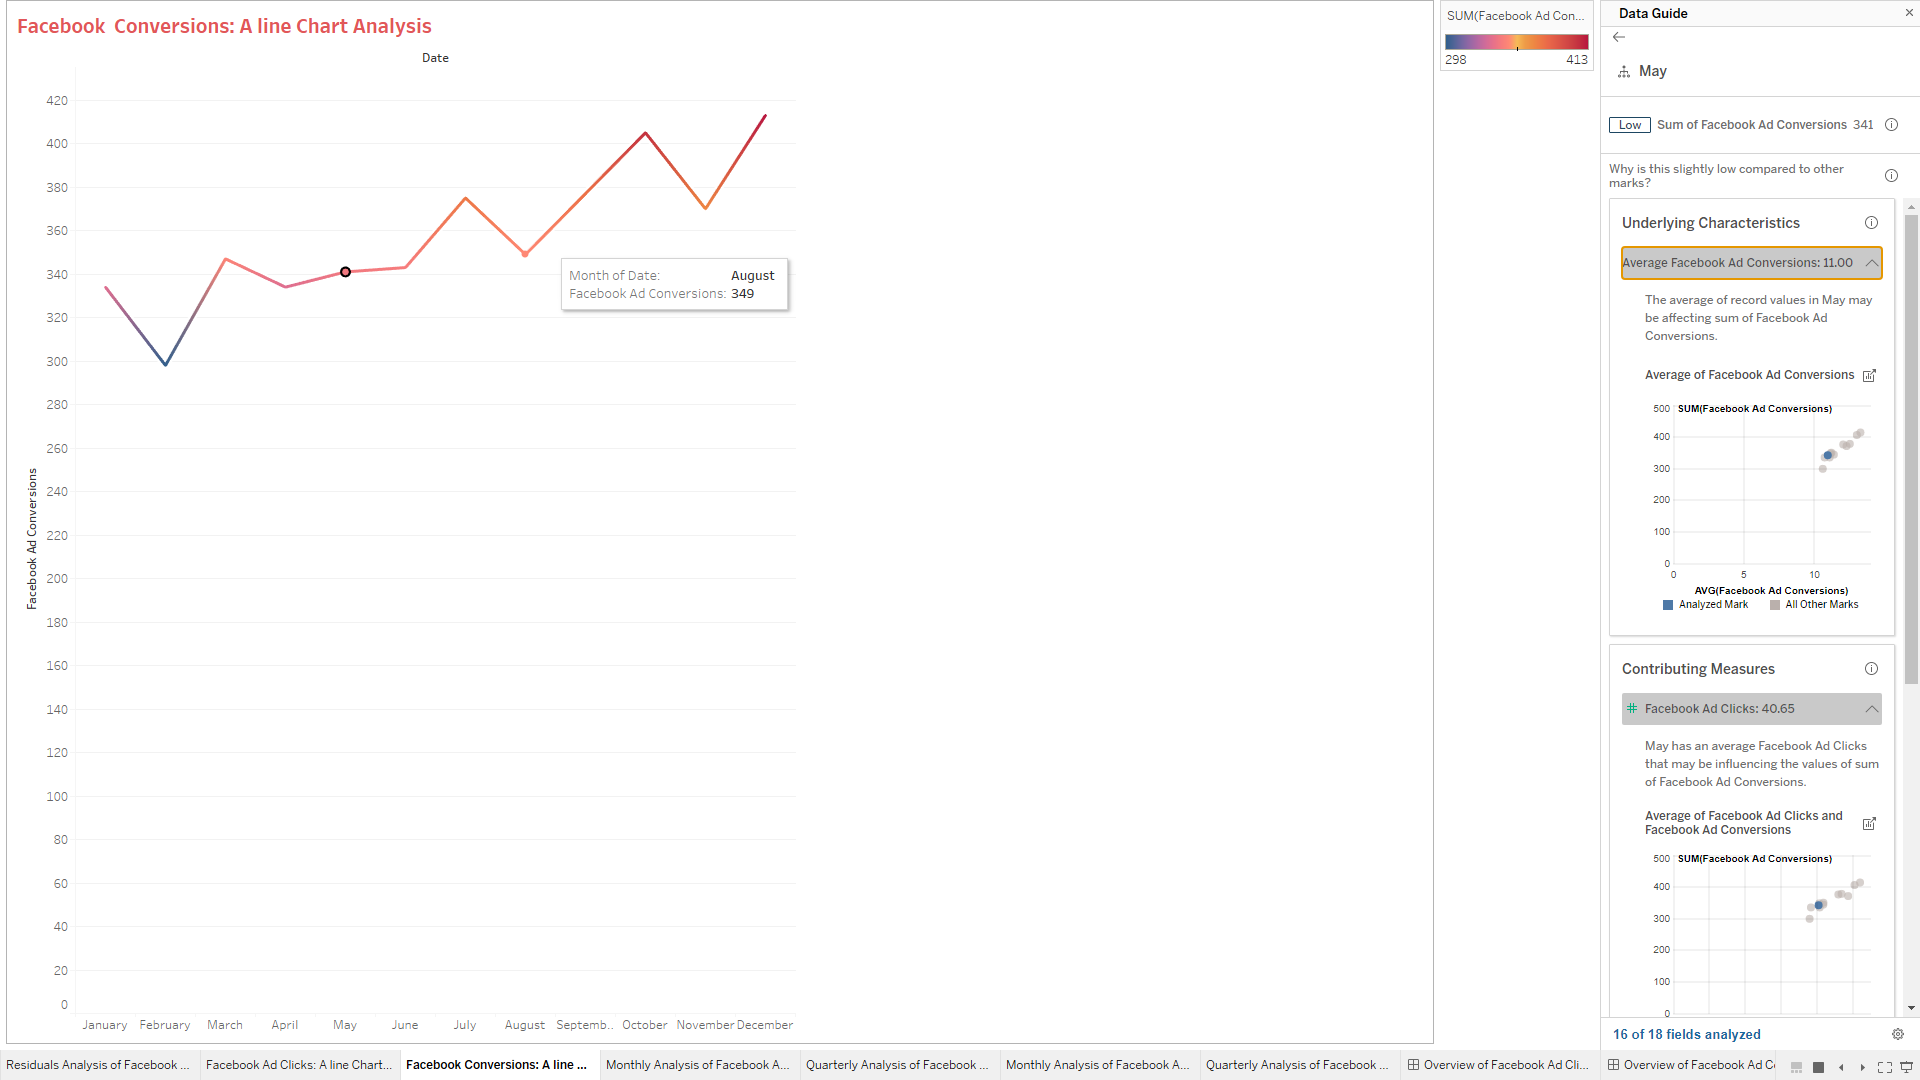 Facebook  Conversions: A line Chart Analysis
Date
420
400
380
360
340
320
300
280
260
240
220
200
180
160
140
120
100
80
60
40
20
0
Facebook Ad Conversions
January
February
March
April
May
June
July
August
Septemb..
October
November
December
Month of Date: August
Facebook Ad Conversions: 349
SUM(Facebook Ad Con...
298 413
Data Guide
May
Low Sum of Facebook Ad Conversions 341
Why is this slightly low compared to other
marks?
Underlying Characteristics
Average Facebook Ad Conversions: 11.00
The average of record values in May may
be affecting sum of Facebook Ad
Conversions.
Average of Facebook Ad Conversions
SUM(Facebook Ad Conversions)
500
400
300
200
100
0
0 5 10
AVG(Facebook Ad Conversions)
Analyzed Mark All Other Marks
Contributing Measures
Facebook Ad Clicks: 40.65
May has an average Facebook Ad Clicks
that may be influencing the values of sum
of Facebook Ad Conversions.
Average of Facebook Ad Clicks and
Facebook Ad Conversions
SUM(Facebook Ad Conversions)
500
400
300
200
100
0
16 of 18 fields analyzed
Residuals Analysis of Facebook ...
Facebook Ad Clicks: A line Chart...
Facebook Conversions: A line ...
Monthly Analysis of Facebook A...
Quarterly Analysis of Facebook ...
Monthly Analysis of Facebook A...
Quarterly Analysis of Facebook ...
Overview of Facebook Ad Cli...
Overview of Facebook Ad Co